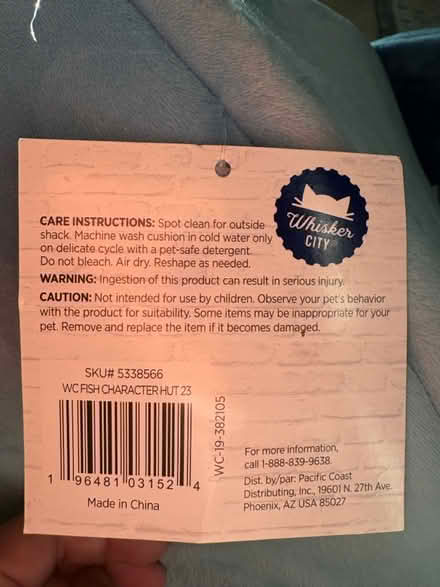 CARE INSTRUCTIONS: Spot clean for outside
shack. Machine wash cushion in cold water only
on delicate cycle with a pet-safe detergent.
Do not bleach. Air dry. Reshape as needed.
Whisker
CITY
WARNING: Ingestion of this product can result in serious injury.
CAUTION: Not intended for use by children. Observe your pet's behavior
with the product for suitability. Some items may be inappropriate for your
pet. Remove and replace the item if it becomes damaged.
SKU# 5338566
WC FISH CHARACTER HUT 23
1 96481 03152 4
Made in China
WC-19-382105
For more information,
call 1-888-839-9638.
Dist. by/par: Pacific Coast
Distributing, Inc., 19601 N. 27th Ave.
Phoenix, AZ USA 85027